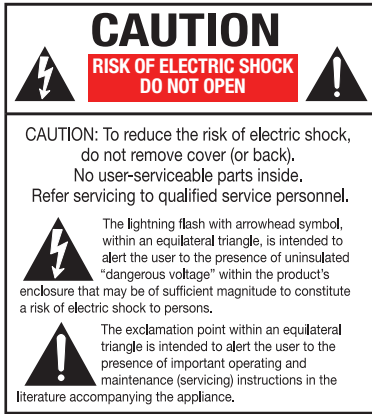 CAUTION
RISK OF ELECTRIC SHOCK
DO NOT OPEN
CAUTION: To reduce the risk of electric shock,
do not remove cover (or back).
No user-serviceable parts inside.
Refer servicing to qualified service personnel.
The lightning flash with arrowhead symbol,
within an equilateral triangle, is intended to
alert the user to the presence of uninsulated
“dangerous voltage” within the product’s
enclosure that may be of sufficient magnitude to constitute
a risk of electric shock to persons.
The exclamation point within an equilateral
triangle is intended to alert the user to the
presence of important operating and
maintenance (servicing) instructions in the
literature accompanying the appliance.